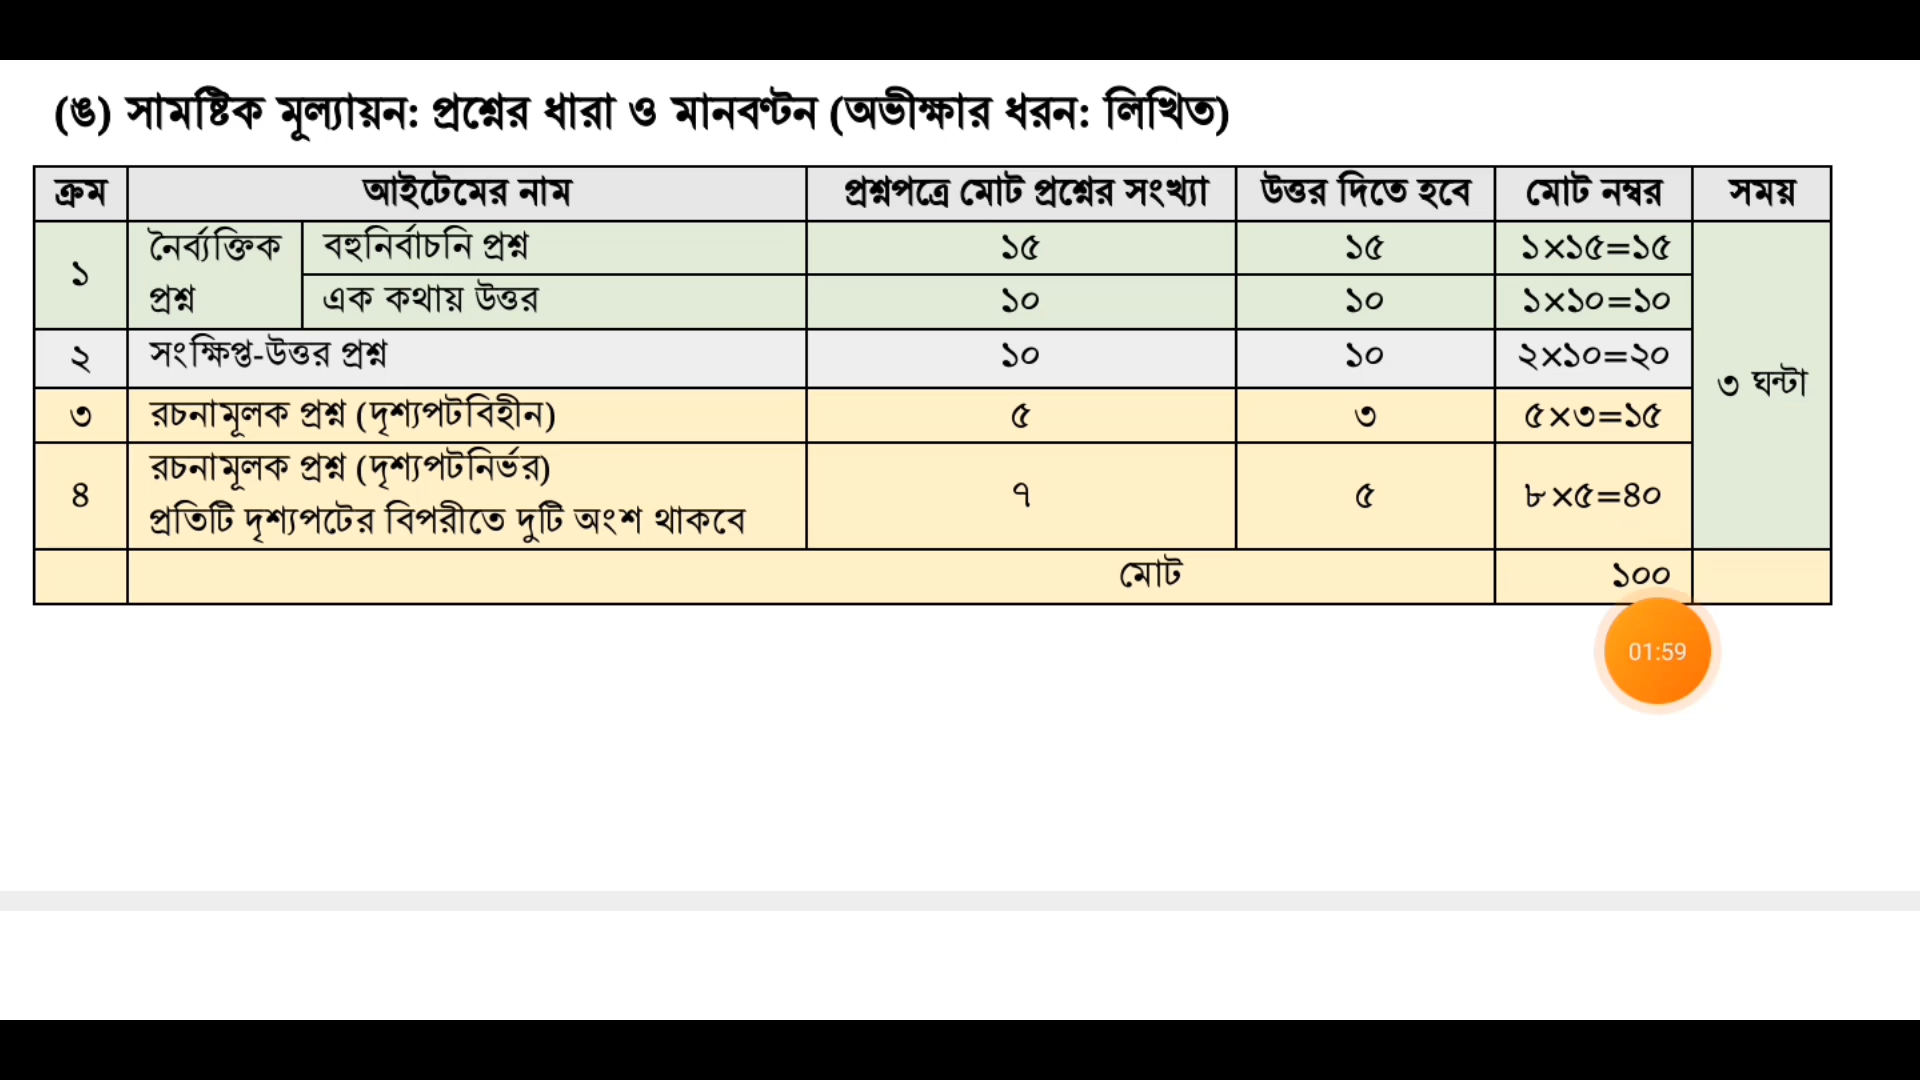 (ঙ) সামষ্টিক মূল্যায়ন: প্রশ্নের ধারা ও মানবণ্টন (অভীক্ষার ধরন: লিখিত)
ক্রম আইটেমের নাম প্রশ্নপত্রে মোট প্রশ্নের সংখ্যা উত্তর দিতে হবে মোট নম্বর সময়
১ নৈর্ব্যক্তিক প্রশ্ন বহুনির্বাচনি প্রশ্ন ১৫ ১৫ ১×১৫=১৫
এক কথায় উত্তর ১০ ১০ ১×১০=১০
২ সংক্ষিপ্ত-উত্তর প্রশ্ন ১০ ১০ ২×১০=২০
৩ ঘন্টা
৩ রচনামূলক প্রশ্ন (দৃশ্যপটবিহীন) ৫ ৩ ৫×৩=১৫
৪ রচনামূলক প্রশ্ন (দৃশ্যপটনির্ভর)
প্রতিটি দৃশ্যপটের বিপরীতে দুটি অংশ থাকবে ৭ ৫ ৮×৫=৪০
মোট ১০০
01:59